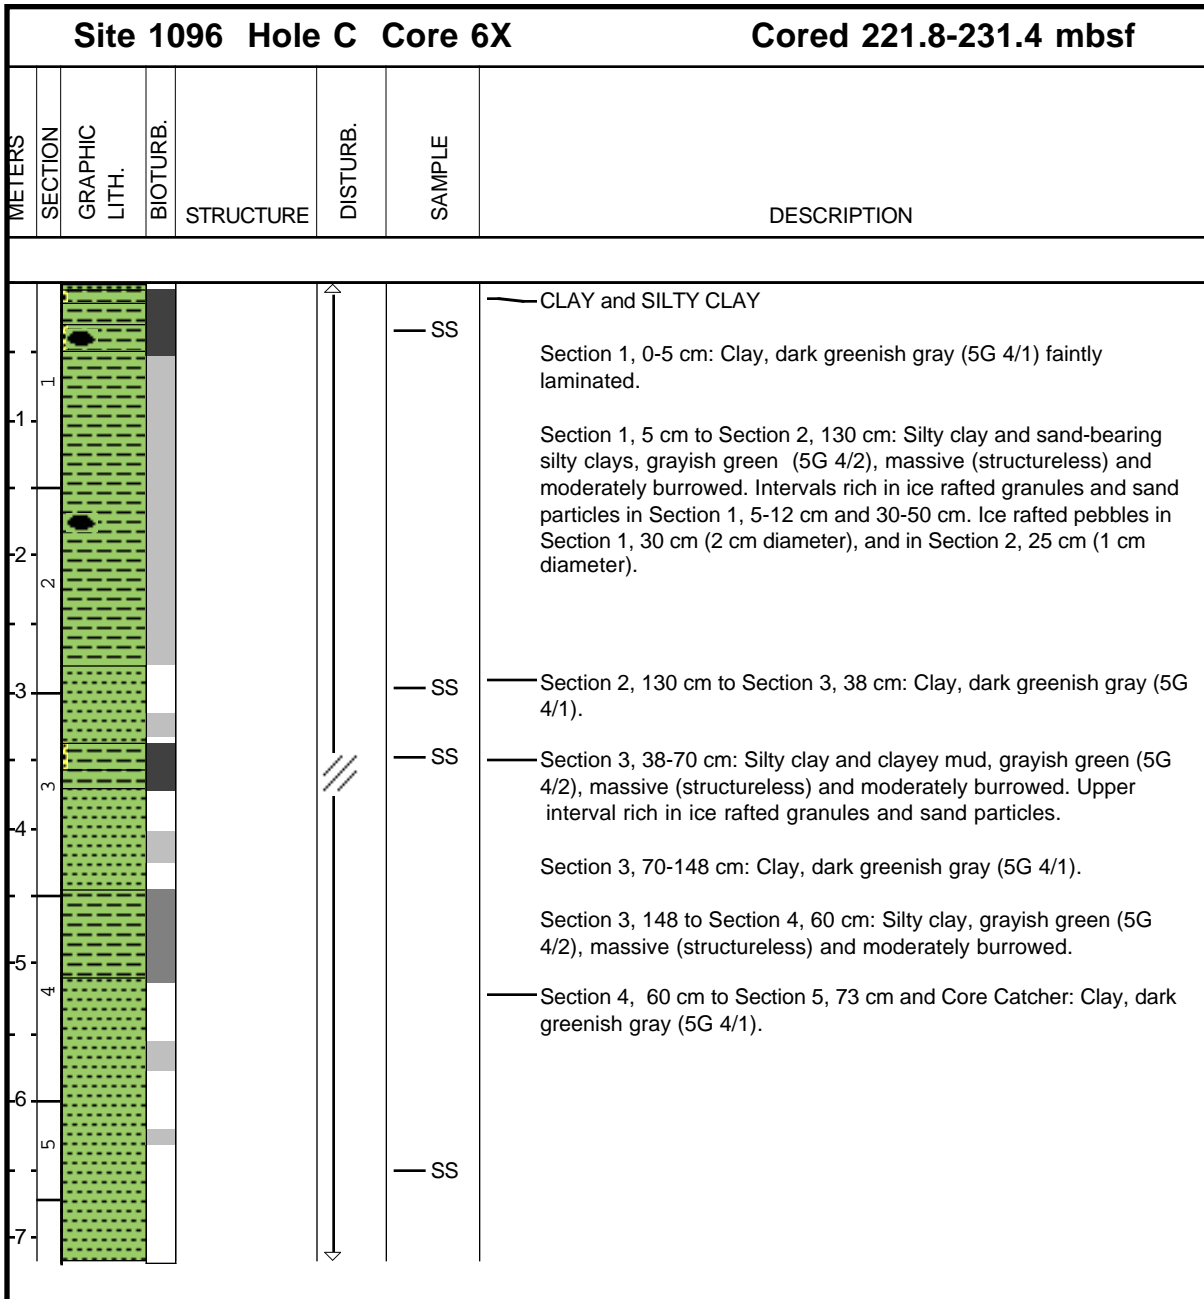 Site 1096 Hole C Core 6X Cored 221.8-231.4 mbsf
METERS SECTION GRAPHIC LITH. BIOTURB. STRUCTURE DISTURB. SAMPLE DESCRIPTION
CLAY and SILTY CLAY
SS
Section 1, 0-5 cm: Clay, dark greenish gray (5G 4/1) faintly
laminated.
1
1
Section 1, 5 cm to Section 2, 130 cm: Silty clay and sand-bearing
silty clays, grayish green (5G 4/2), massive (structureless) and
moderately burrowed. Intervals rich in ice rafted granules and sand
particles in Section 1, 5-12 cm and 30-50 cm. Ice rafted pebbles in
Section 1, 30 cm (2 cm diameter), and in Section 2, 25 cm (1 cm
diameter).
2
2
3
SS
Section 2, 130 cm to Section 3, 38 cm: Clay, dark greenish gray (5G
4/1).
SS
Section 3, 38-70 cm: Silty clay and clayey mud, grayish green (5G
4/2), massive (structureless) and moderately burrowed. Upper
interval rich in ice rafted granules and sand particles.
3
4
Section 3, 70-148 cm: Clay, dark greenish gray (5G 4/1).
Section 3, 148 to Section 4, 60 cm: Silty clay, grayish green (5G
4/2), massive (structureless) and moderately burrowed.
5
4
Section 4, 60 cm to Section 5, 73 cm and Core Catcher: Clay, dark
greenish gray (5G 4/1).
6
5
SS
7